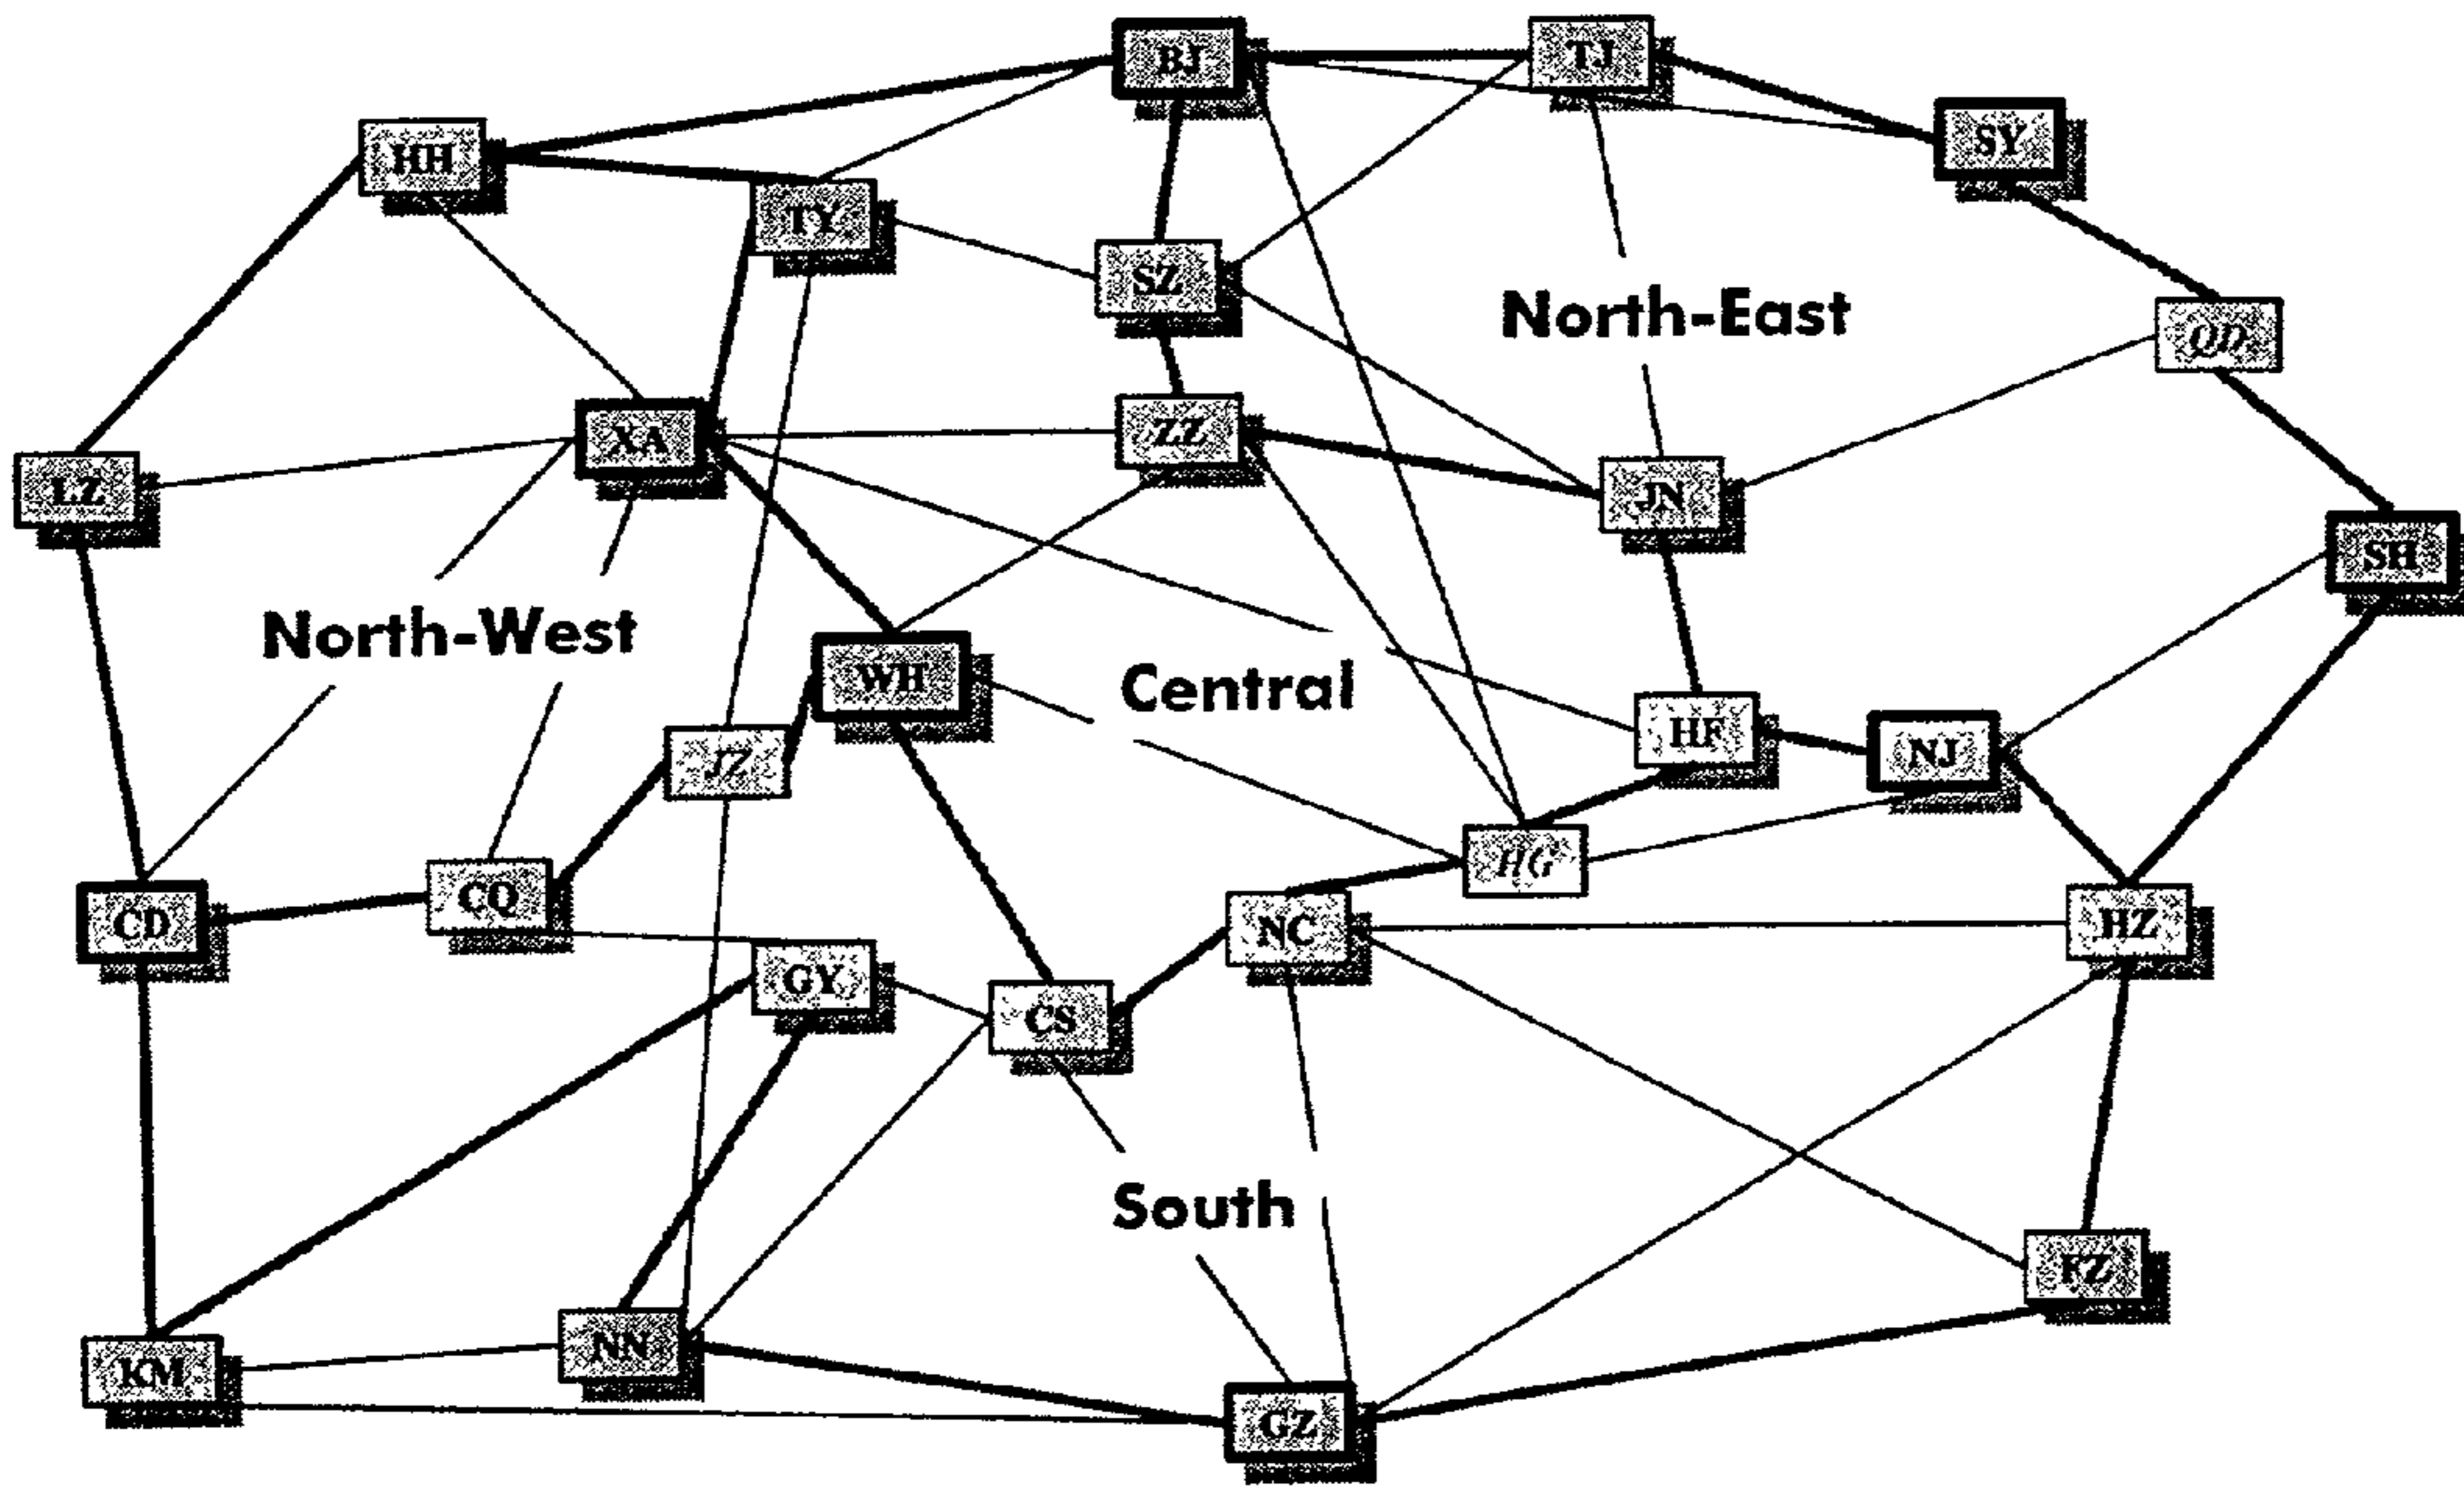 BJ
TJ
SY
HH
TY
SZ
North-East
QD
XA
ZZ
LZ
JN
SH
North-West
WH
Central
HF
NJ
JZ
HG
CD
CQ
NC
HZ
GY
CS
South
FZ
NN
KM
GZ